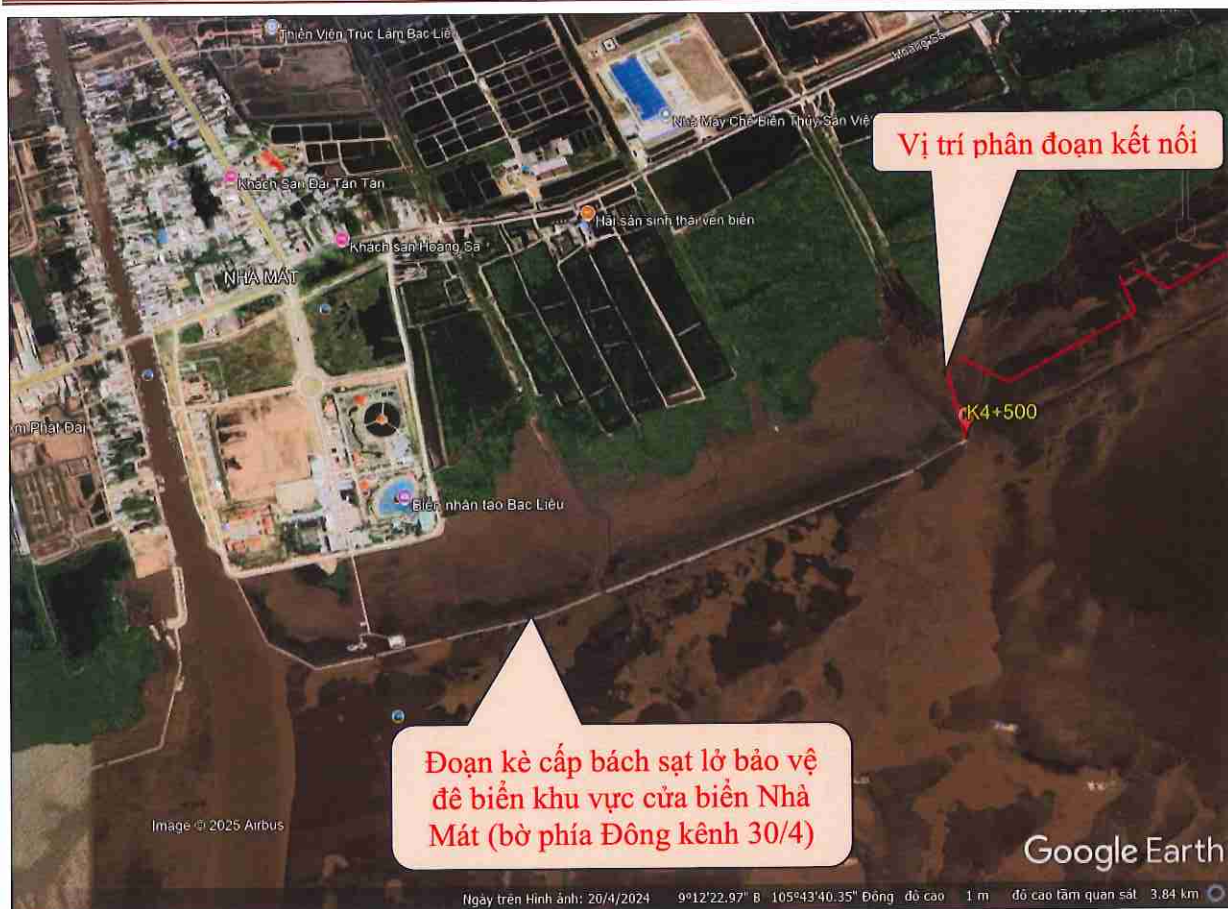 Thiền Viện Trúc Lâm Bạc Liêu
Hoàng Sa
Nhà Máy Chế Biến Thủy Sản Việ
Vị trí phân đoạn kết nối
Khách Sạn Đại Tân Tân
Hải sản sinh thái ven biển
Khách sạn Hoàng Sa
NHÀ MÁT
K4+500
m Phát Đại
Biển nhân tạo Bạc Liêu
Đoạn kè cấp bách sạt lở bảo vệ
đê biển khu vực cửa biển Nhà
Mát (bờ phía Đông kênh 30/4)
Image © 2025 Airbus
Google Earth
Ngày trên Hình ảnh: 20/4/2024 9°12'22.97" B 105°43'40.35" Đông độ cao 1 m độ cao tầm quan sát 3.84 km